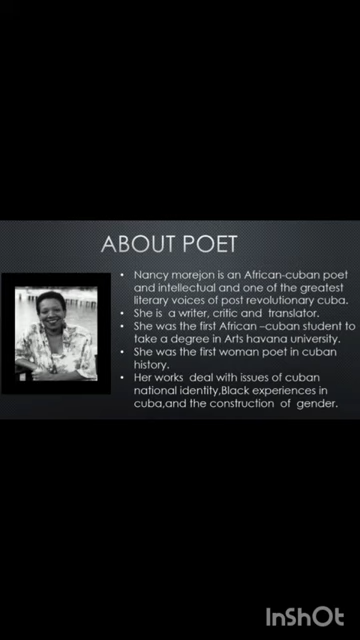 ABOUT POET
• Nancy morejon is an African-cuban poet
and intellectual and one of the greatest
literary voices of post revolutionary cuba.
• She is a writer, critic and translator.
• She was the first African –cuban student to
take a degree in Arts havana university.
• She was the first woman poet in cuban
history.
• Her works deal with issues of cuban
national identity,Black experiences in
cuba,and the construction of gender.
InShOt